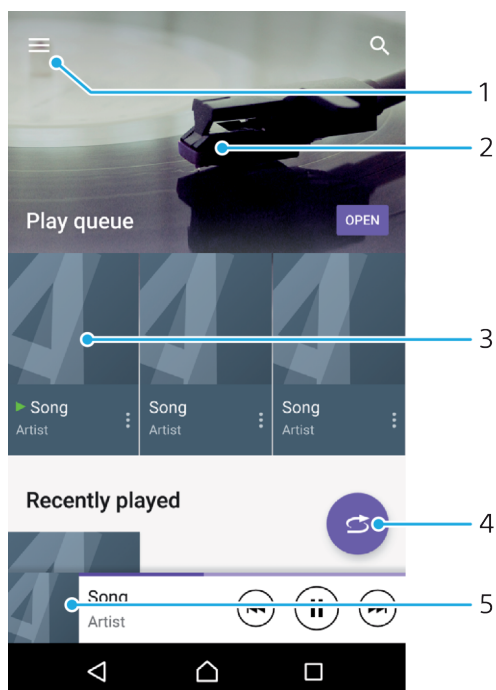 1
2
Play queue
OPEN
3
Song
Artist
Song
Artist
Song
Artist
Recently played
4
Song
Artist
5